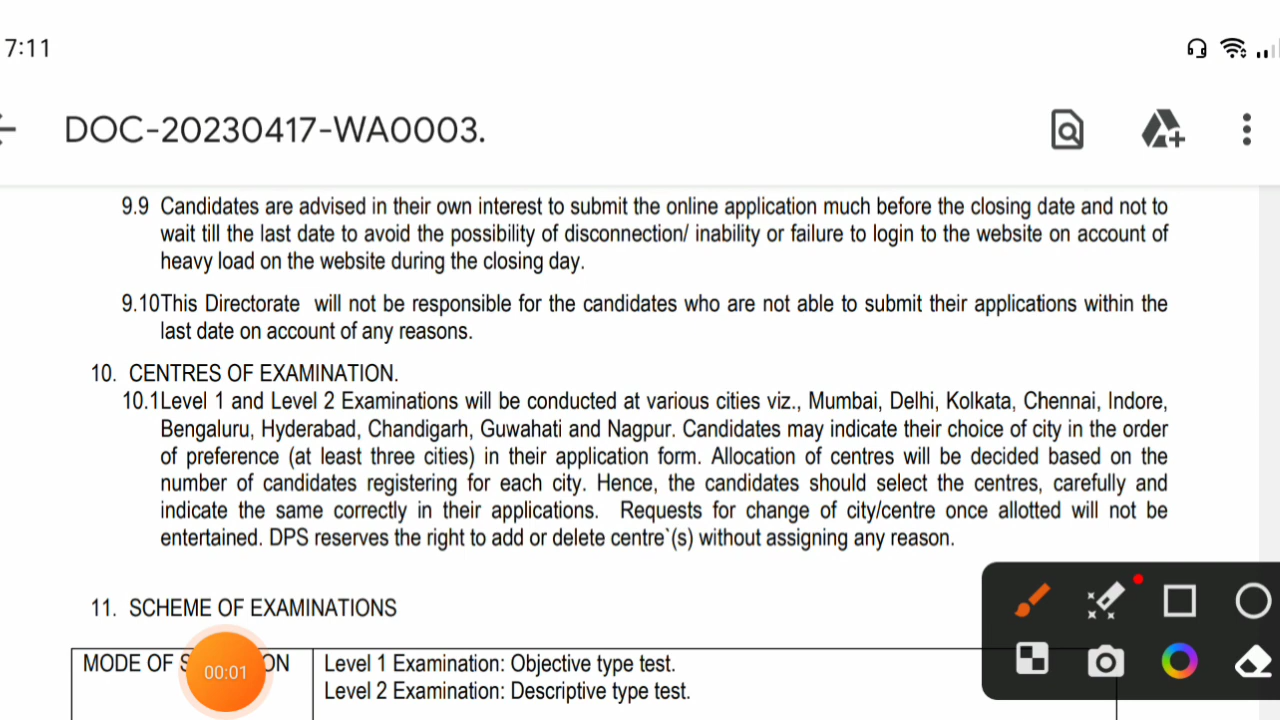 7:11
DOC-20230417-WA0003.
9.9 Candidates are advised in their own interest to submit the online application much before the closing date and not to
wait till the last date to avoid the possibility of disconnection/ inability or failure to login to the website on account of
heavy load on the website during the closing day.
9.10This Directorate will not be responsible for the candidates who are not able to submit their applications within the
last date on account of any reasons.
10. CENTRES OF EXAMINATION.
10.1Level 1 and Level 2 Examinations will be conducted at various cities viz., Mumbai, Delhi, Kolkata, Chennai, Indore,
Bengaluru, Hyderabad, Chandigarh, Guwahati and Nagpur. Candidates may indicate their choice of city in the order
of preference (at least three cities) in their application form. Allocation of centres will be decided based on the
number of candidates registering for each city. Hence, the candidates should select the centres, carefully and
indicate the same correctly in their applications. Requests for change of city/centre once allotted will not be
entertained. DPS reserves the right to add or delete centre`(s) without assigning any reason.
11. SCHEME OF EXAMINATIONS
MODE OF S ON
00:01
Level 1 Examination: Objective type test.
Level 2 Examination: Descriptive type test.